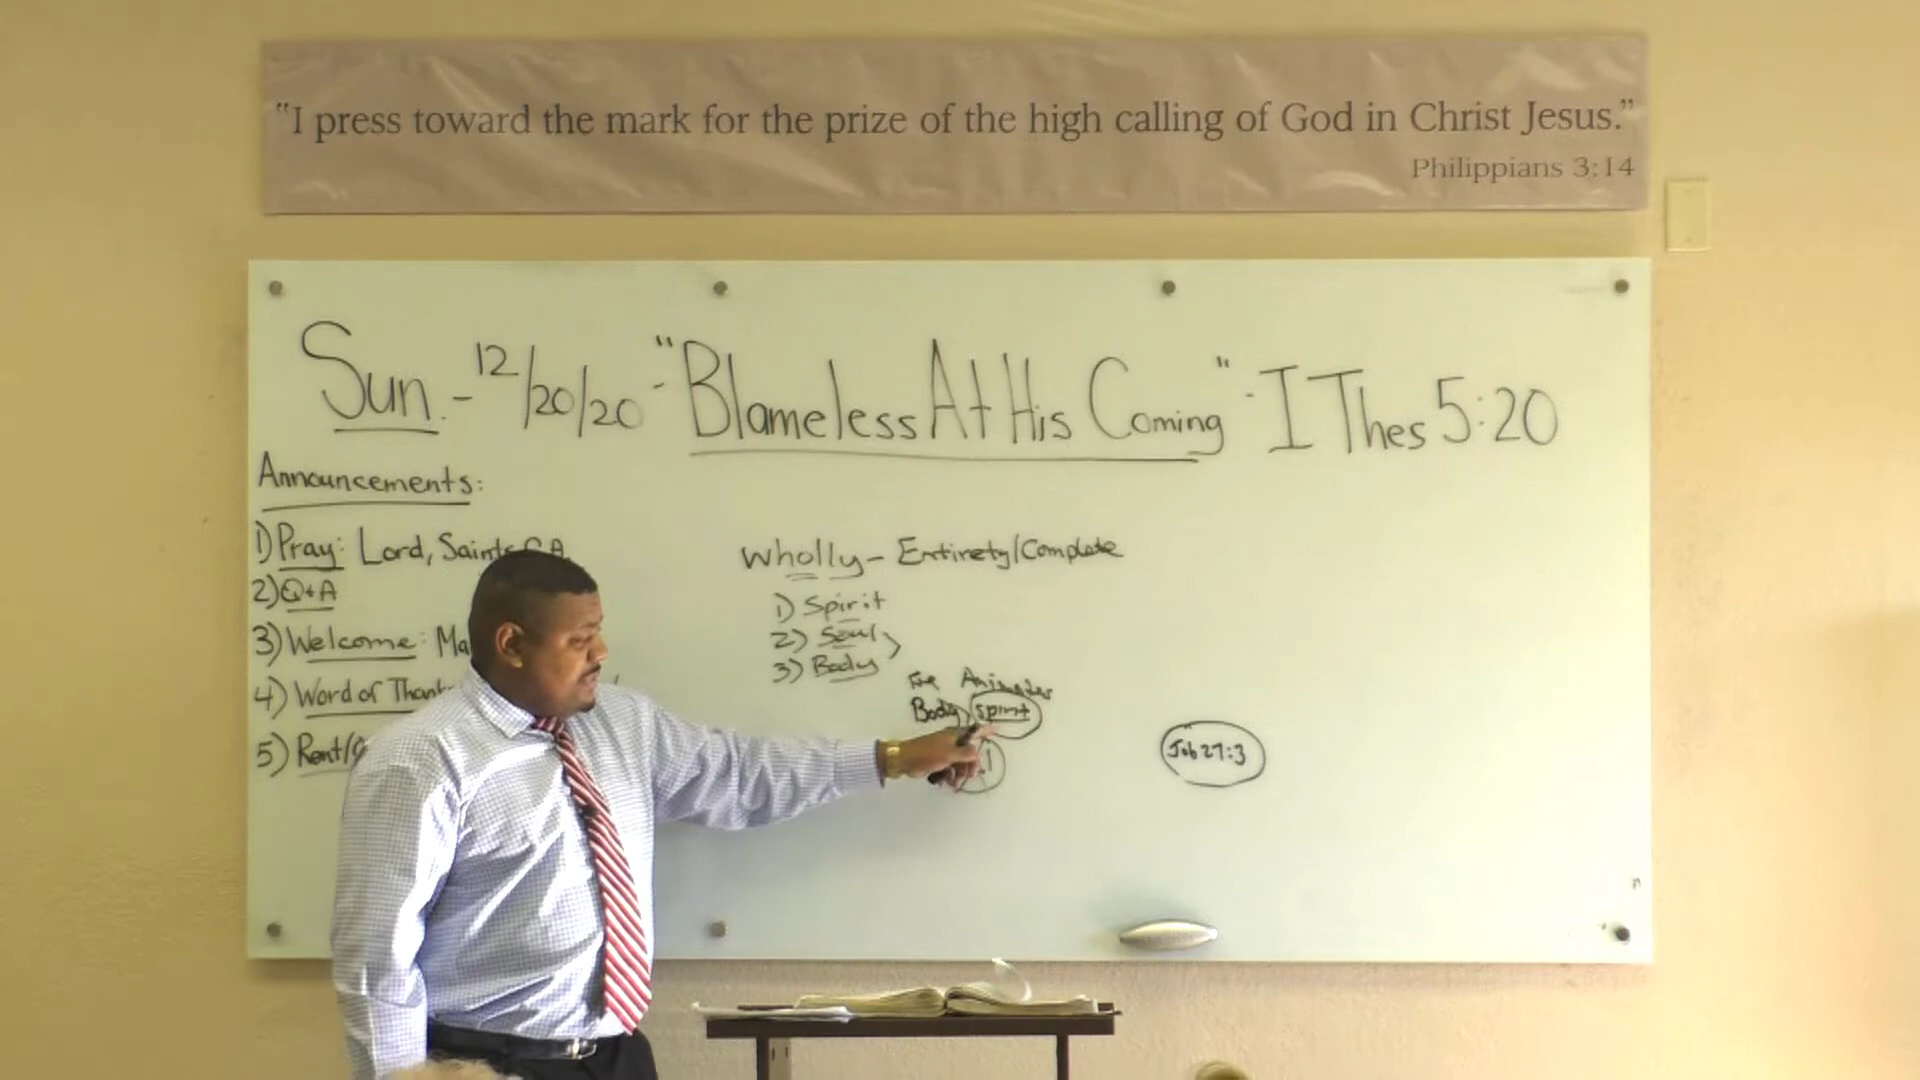 "I press toward the mark for the prize of the high calling of God in Christ Jesus."
Philippians 3:14
Sun. - 12/20/20 - "Blameless At His Coming" - I Thes 5:20
Announcements:
1) Pray: Lord, Saints
2) Q+A
3) Welcome:
4) Word of
5) Rent/
Wholly - Entirety/Complete
1) Spirit
2) Soul
3) Body
Body
Spirit
Job 27:3